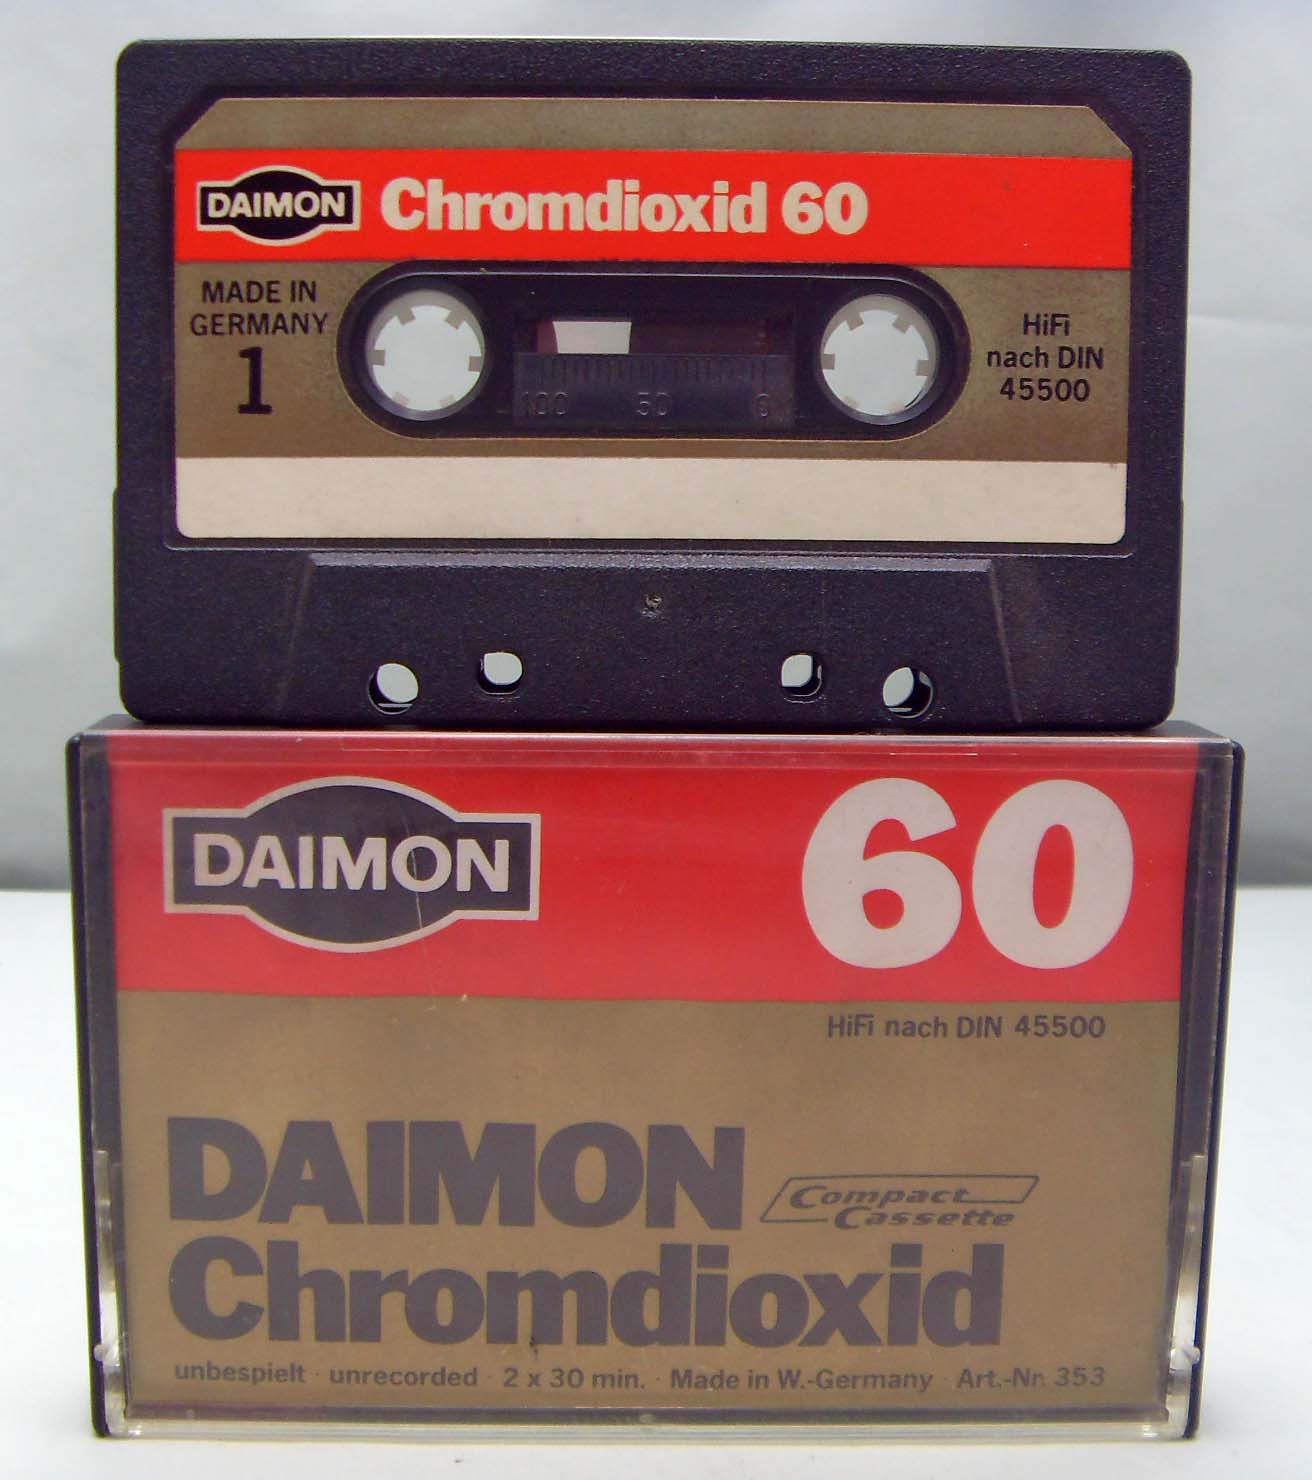 DAIMON Chromdioxid 60
MADE IN
GERMANY
1
HiFi
nach DIN
45500
100 50 0
DAIMON
60
HiFi nach DIN 45500
DAIMON
Compact
Cassette
Chromdioxid
unbespielt · unrecorded · 2 x 30 min. · Made in W.-Germany · Art.-Nr. 353